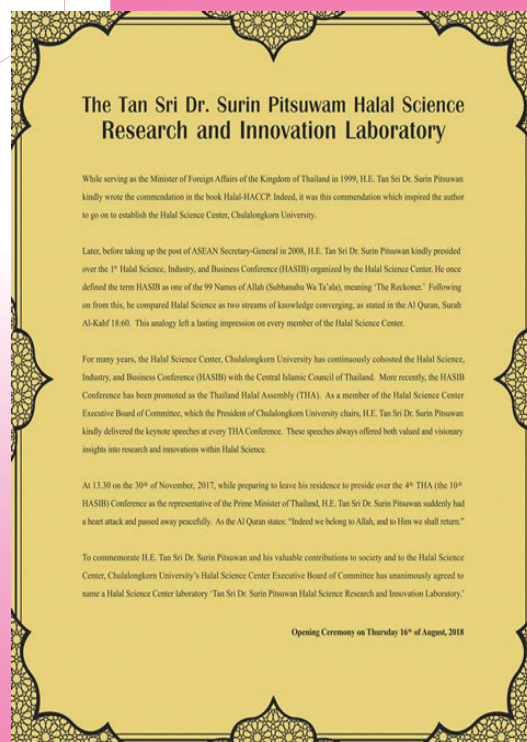 The Tan Sri Dr. Surin Pitsuwam Halal Science
Research and Innovation Laboratory
While serving as the Minister of Foreign Affairs of the Kingdom of Thailand in 1999, H.E. Tan Sri Dr. Surin Pitsuwan
kindly wrote the commendation in the book Halal-HACCP. Indeed, it was this commendation which inspired the author
to go on to establish the Halal Science Center, Chulalongkorn University.
Later, before taking up the post of ASEAN Secretary-General in 2008, H.E. Tan Sri Dr. Surin Pitsuwan kindly presided
over the 1st Halal Science, Industry, and Business Conference (HASIB) organized by the Halal Science Center. He once
defined the term HASIB as one of the 99 Names of Allah (Subhanahu Wa Ta'ala), meaning 'The Reckoner.' Following
on from this, he compared Halal Science as two streams of knowledge converging, as stated in the Al Quran, Surah
Al-Kahf 18:60. This analogy left a lasting impression on every member of the Halal Science Center.
For many years, the Halal Science Center, Chulalongkorn University has continuously cohosted the Halal Science,
Industry, and Business Conference (HASIB) with the Central Islamic Council of Thailand. More recently, the HASIB
Conference has been promoted as the Thailand Halal Assembly (THA). As a member of the Halal Science Center
Executive Board of Committee, which the President of Chulalongkorn University chairs, H.E. Tan Sri Dr. Surin Pitsuwan
kindly delivered the keynote speeches at every THA Conference. These speeches always offered both valued and visionary
insights into research and innovations within Halal Science.
At 13.30 on the 30th of November, 2017, while preparing to leave his residence to preside over the 4th THA (the 10th
HASIB) Conference as the representative of the Prime Minister of Thailand, H.E. Tan Sri Dr. Surin Pitsuwan suddenly had
a heart attack and passed away peacefully. As the Al Quran states: "Indeed we belong to Allah, and to Him we shall return."
To commemorate H.E. Tan Sri Dr. Surin Pitsuwan and his valuable contributions to society and to the Halal Science
Center, Chulalongkorn University's Halal Science Center Executive Board of Committee has unanimously agreed to
name a Halal Science Center laboratory 'Tan Sri Dr. Surin Pitsuwan Halal Science Research and Innovation Laboratory.'
Opening Ceremony on Thursday 16th of August, 2018